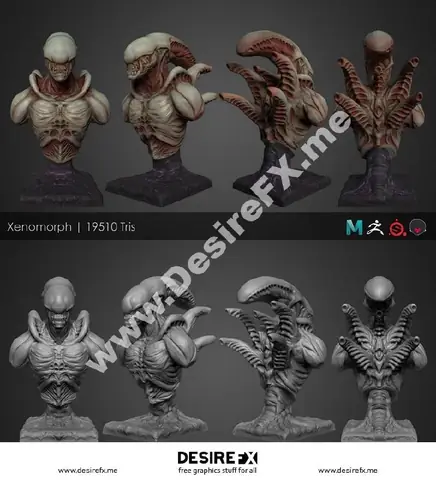 Xenomorph | 19510 Tris
M
www.DesireFX.me
DESIRE FX
free graphics stuff for all
www.desirefx.me
www.desirefx.me